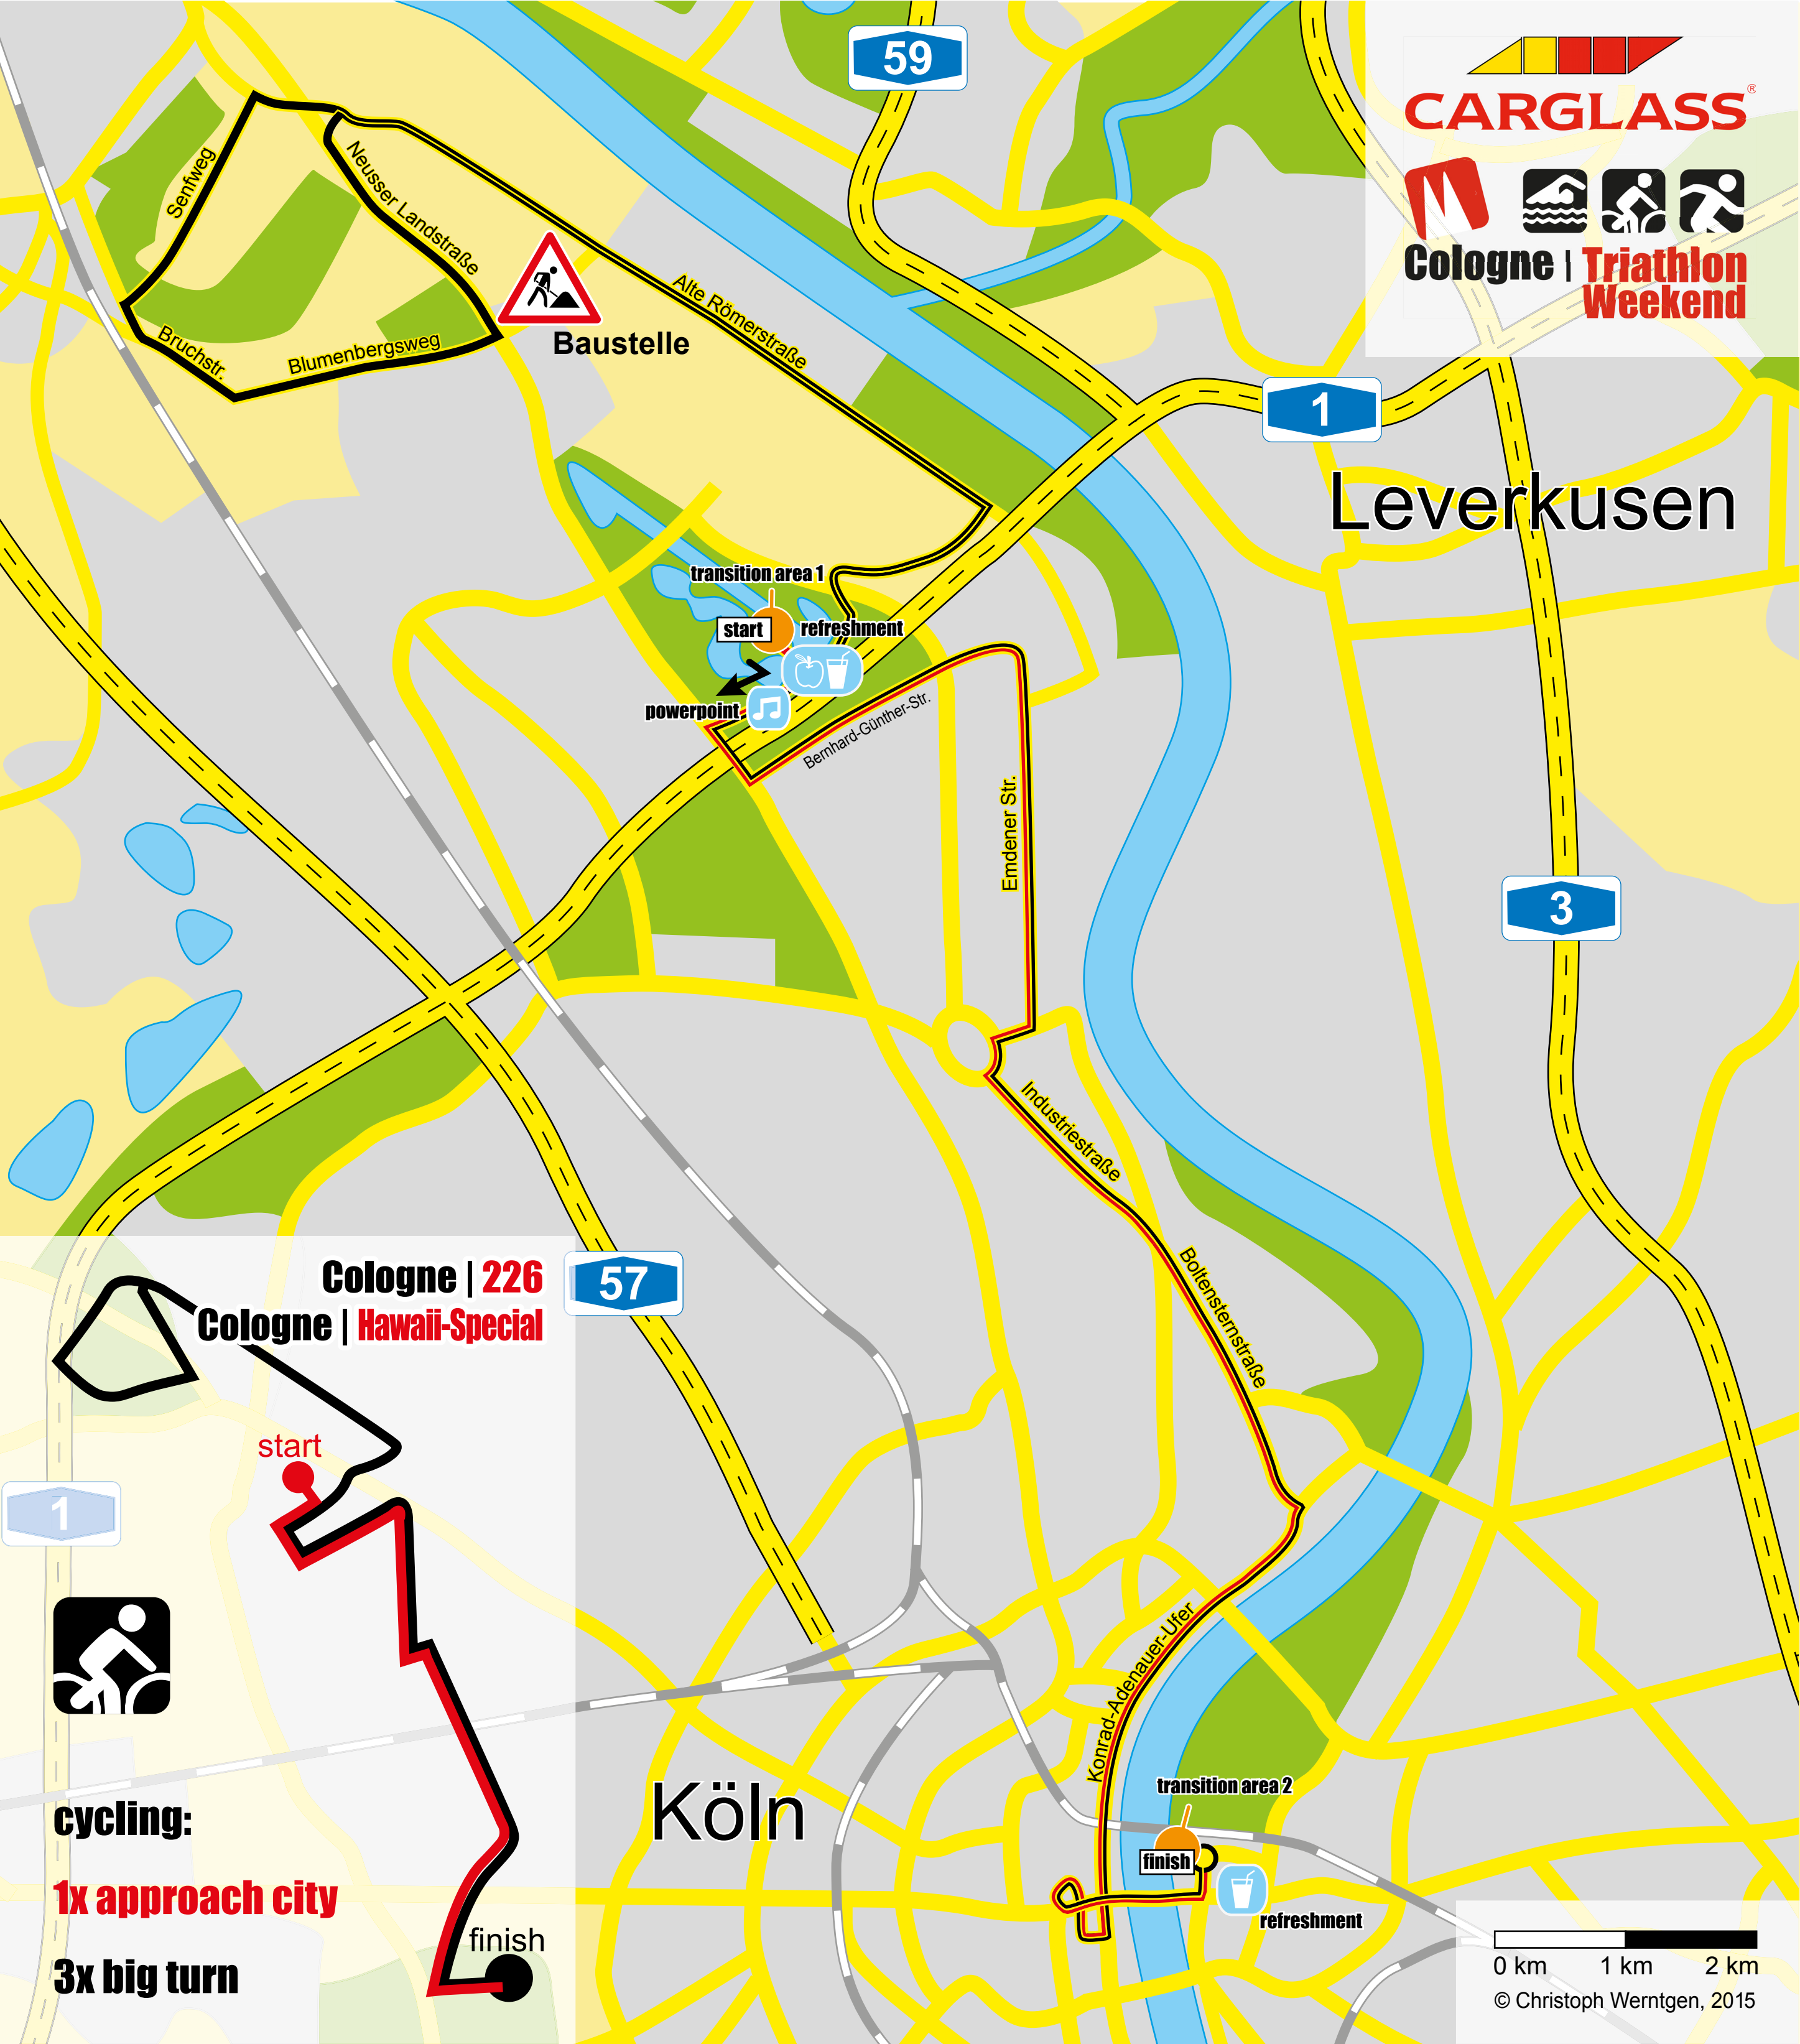 59
CARGLASS®
Cologne | Triathlon
Weekend
Senfweg
Neusser Landstraße
Alte Römerstraße
Baustelle
Bruchstr.
Blumenbergsweg
1
Leverkusen
transition area 1
start
refreshment
powerpoint
Bernhard-Günther-Str.
Emdener Str.
3
Industriestraße
Boltensternstraße
57
Cologne | 226
Cologne | Hawaii-Special
start
1
Konrad-Adenauer-Ufer
Köln
transition area 2
finish
refreshment
cycling:
1x approach city
finish
3x big turn
0 km 1 km 2 km
© Christoph Werntgen, 2015